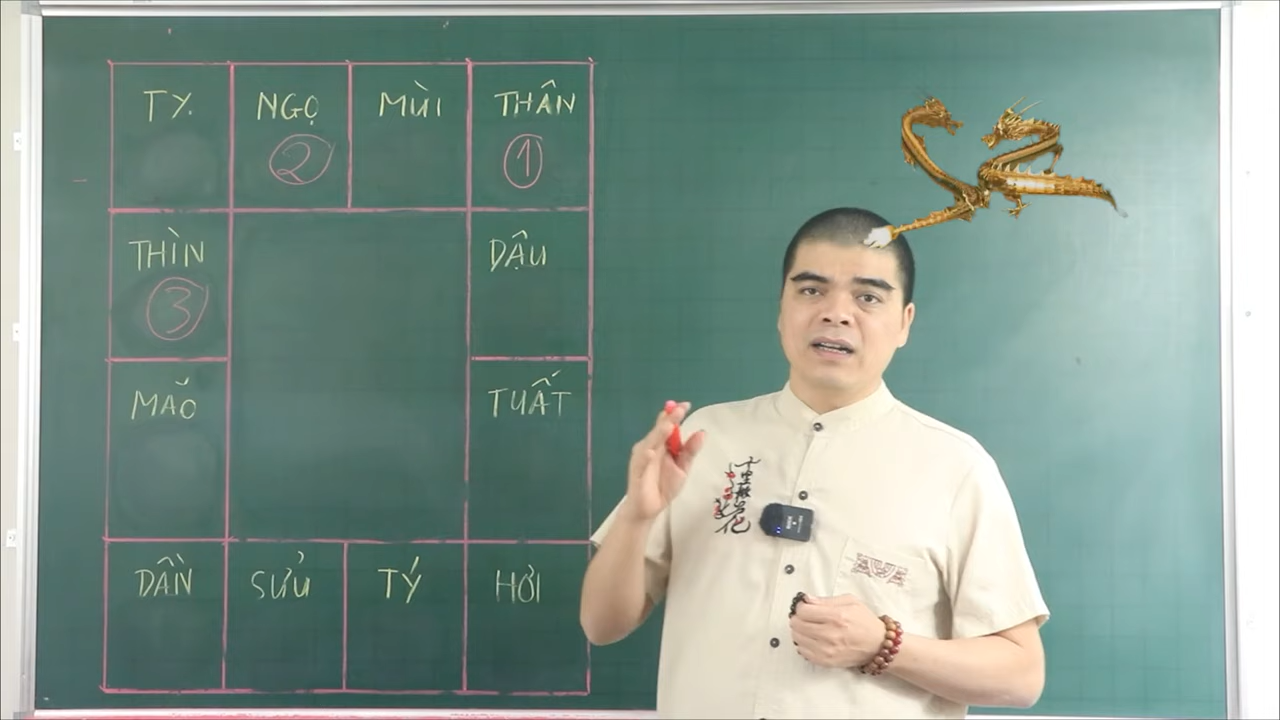 TỴ NGỌ MÙI THÂN
② ①
THÌN DẬU
③
MÃO TUẤT
DẦN SỬU TÝ HỢI